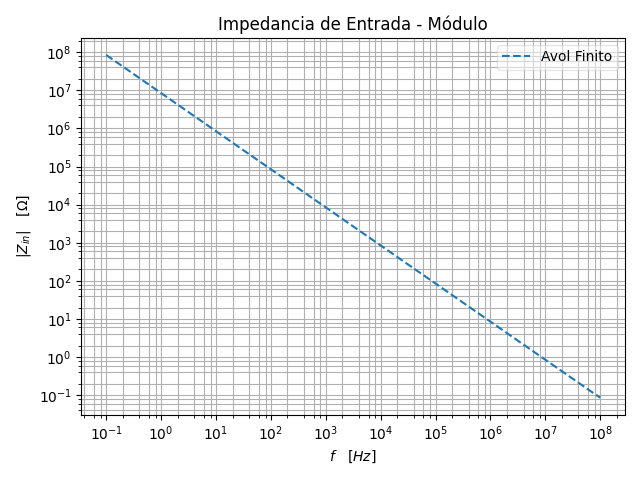 Impedancia de Entrada - Módulo
Avol Finito
|Z_{in}| [Ω]
10^8
10^7
10^6
10^5
10^4
10^3
10^2
10^1
10^0
10^{-1}
10^{-1} 10^0 10^1 10^2 10^3 10^4 10^5 10^6 10^7 10^8
f [Hz]